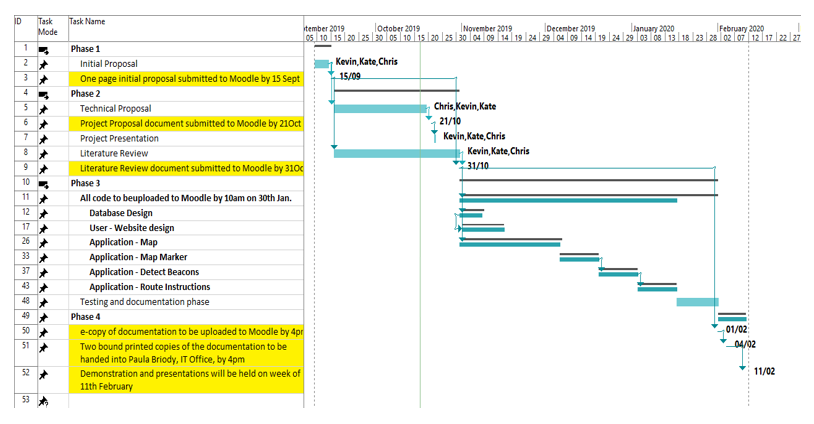 ID Task Mode Task Name
tember 2019 October 2019 November 2019 December 2019 January 2020 February 2020
05 10 15 20 25 30 05 10 15 20 25 30 04 09 14 19 24 29 04 09 14 19 24 29 03 08 13 18 23 28 02 07 12 17 22 27
1 Phase 1
2 Initial Proposal Kevin,Kate,Chris
3 One page initial proposal submitted to Moodle by 15 Sept 15/09
4 Phase 2
5 Technical Proposal Chris,Kevin,Kate
6 Project Proposal document submitted to Moodle by 21Oct 21/10
7 Project Presentation Kevin,Kate,Chris
8 Literature Review Kevin,Kate,Chris
9 Literature Review document submitted to Moodle by 31Oc 31/10
10 Phase 3
11 All code to beuploaded to Moodle by 10am on 30th Jan.
12 Database Design
17 User - Website design
26 Application - Map
33 Application - Map Marker
37 Application - Detect Beacons
43 Application - Route Instructions
48 Testing and documentation phase
49 Phase 4
50 e-copy of documentation to be uploaded to Moodle by 4pr 01/02
51 Two bound printed copies of the documentation to be 04/02
handed into Paula Briody, IT Office, by 4pm
52 Demonstration and presentations will be held on week of 11/02
11th February
53